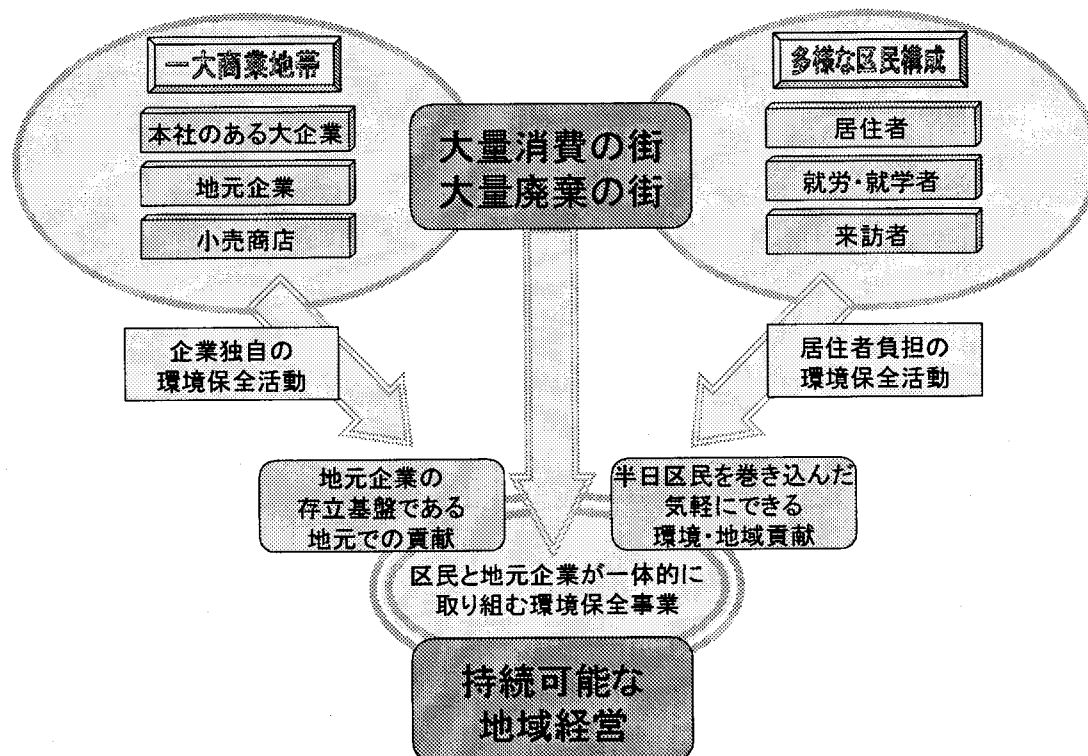 一大商業地帯
本社のある大企業
地元企業
小売商店
大量消費の街
大量廃棄の街
多様な区民構成
居住者
就労・就学者
来訪者
企業独自の
環境保全活動
居住者負担の
環境保全活動
地元企業の
存立基盤である
地元での貢献
半日区民を巻き込んだ
気軽にできる
環境・地域貢献
区民と地元企業が一体的に
取り組む環境保全事業
持続可能な
地域経営